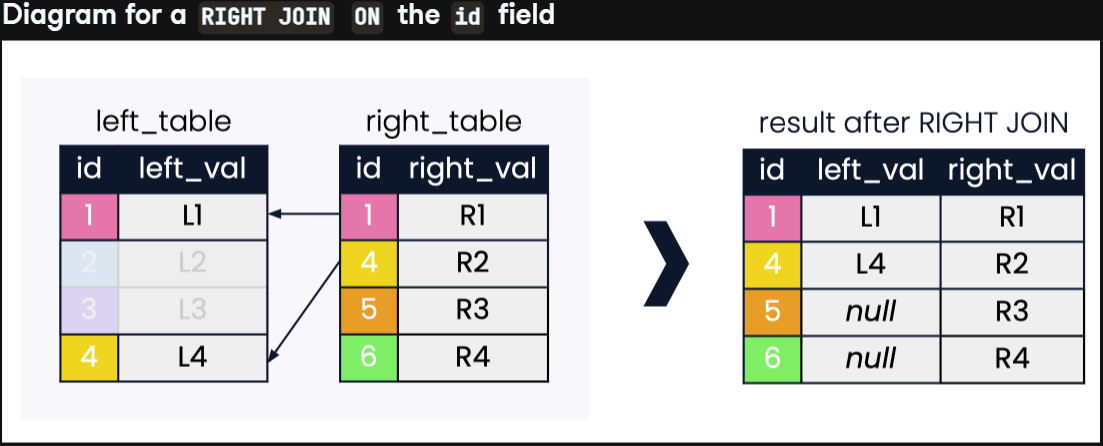 Diagram for a RIGHT JOIN ON the id field
left_table
id left_val
1 L1
2 L2
3 L3
4 L4
right_table
id right_val
1 R1
4 R2
5 R3
6 R4
result after RIGHT JOIN
id left_val right_val
1 L1 R1
4 L4 R2
5 null R3
6 null R4